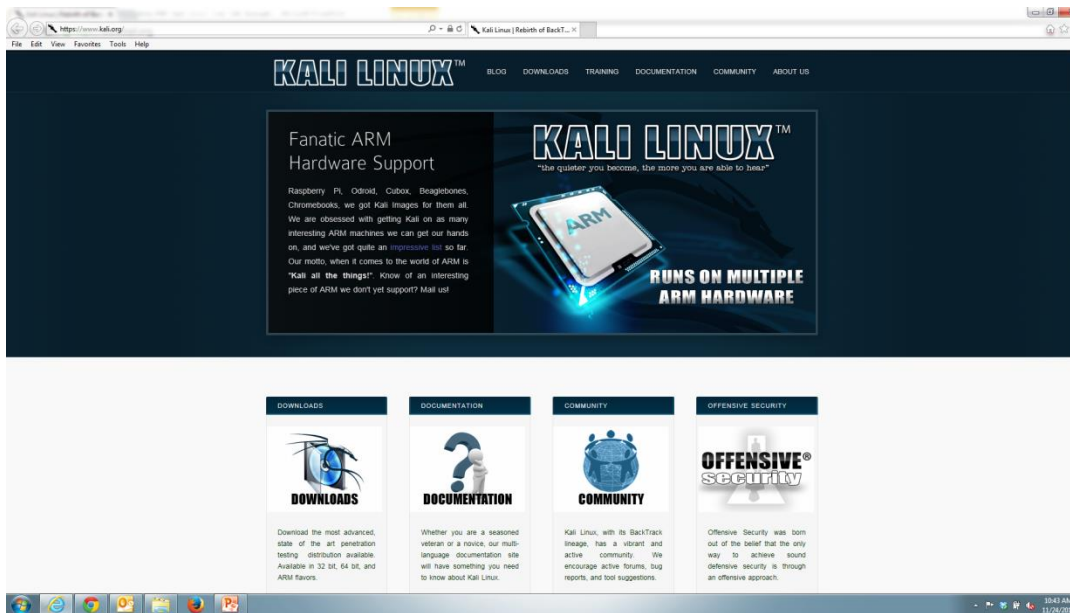 https://www.kali.org/
Kali Linux | Rebirth of BackT...
File Edit View Favorites Tools Help
KALI LINUX™
BLOG DOWNLOADS TRAINING DOCUMENTATION COMMUNITY ABOUT US
Fanatic ARM
Hardware Support
Raspberry Pi, Odroid, Cubox, Beaglebones,
Chromebooks, we got Kali Images for them all.
We are obsessed with getting Kali on as many
interesting ARM machines we can get our hands
on, and we've got quite an impressive list so far.
Our motto, when it comes to the world of ARM is
"Kali all the things!". Know of an interesting
piece of ARM we don't yet support? Mail us!
KALI LINUX™
"the quieter you become, the more you are able to hear"
ARM
RUNS ON MULTIPLE
ARM HARDWARE
DOWNLOADS
DOWNLOADS
Download the most advanced,
state of the art penetration
testing distribution available.
Available in 32 bit, 64 bit, and
ARM flavors.
DOCUMENTATION
DOCUMENTATION
Whether you are a seasoned
veteran or a novice, our multi-
language documentation site
will have something you need
to know about Kali Linux.
COMMUNITY
COMMUNITY
Kali Linux, with its BackTrack
lineage, has a vibrant and
active community. We
encourage active forums, bug
reports, and tool suggestions.
OFFENSIVE SECURITY
OFFENSIVE®
security
Offensive Security was born
out of the belief that the only
way to achieve sound
defensive security is through
an offensive approach.
10:43 AM